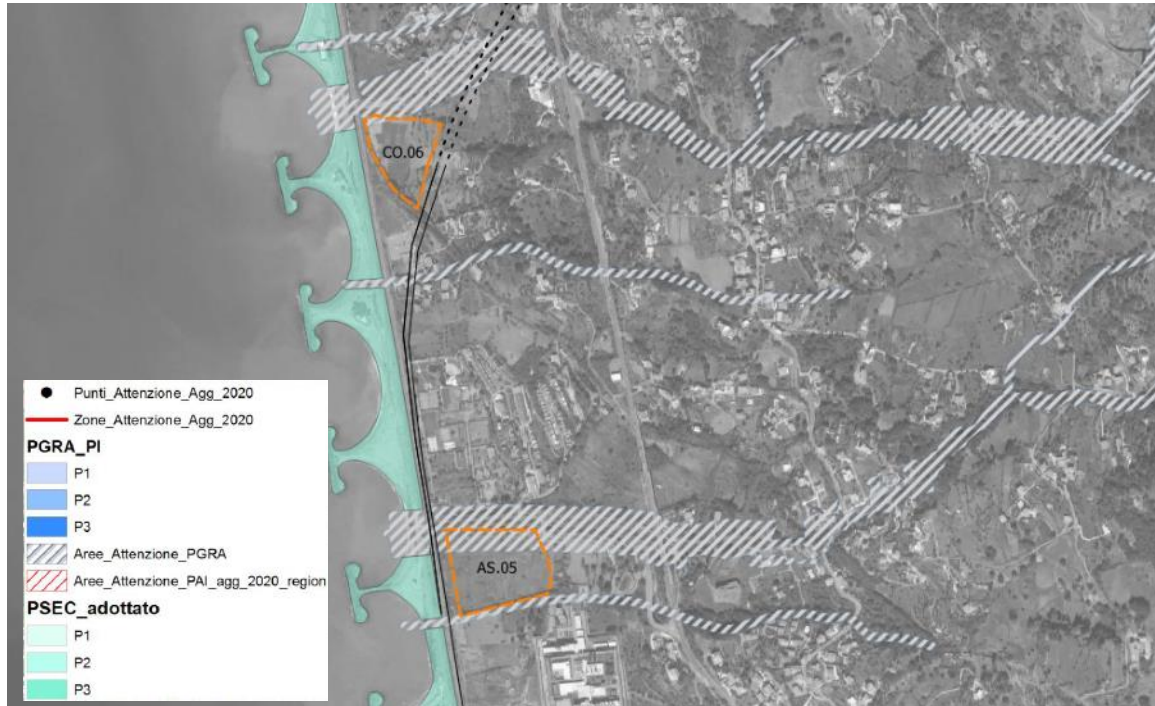 CO.06
AS.05
Punti_Attenzione_Agg_2020
Zone_Attenzione_Agg_2020
PGRA_PI
P1
P2
P3
Aree_Attenzione_PGRA
Aree_Attenzione_PAI_agg_2020_region
PSEC_adottato
P1
P2
P3